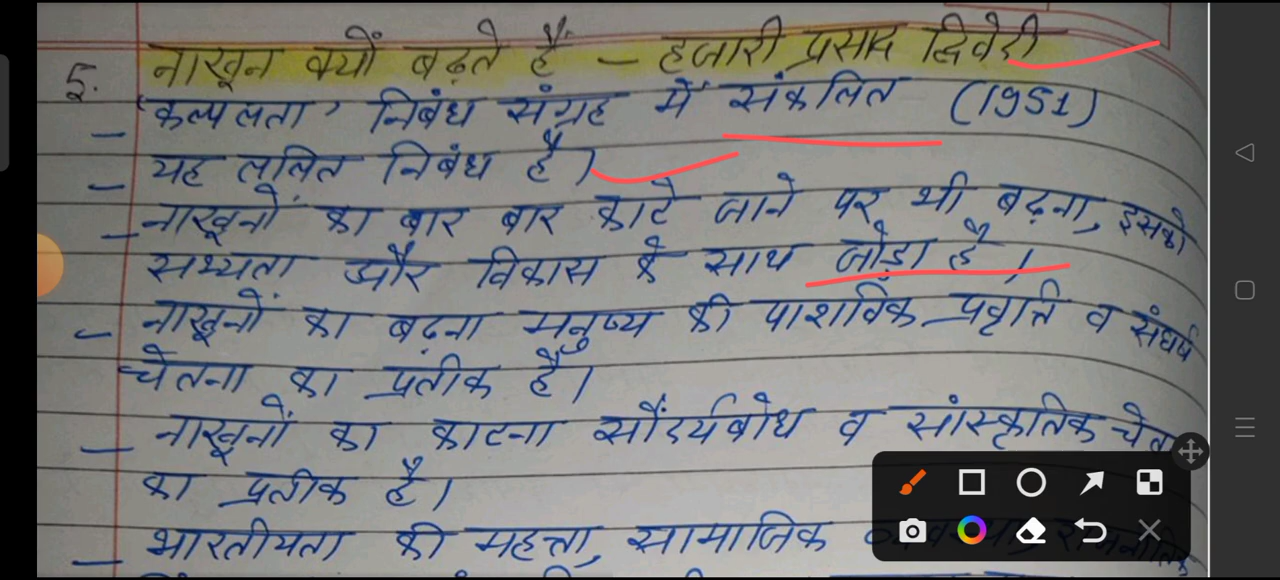 5. नाखून क्यों बढ़ते हैं - हजारी प्रसाद द्विवेदी
- 'कल्पलता' निबंध संग्रह में संकलित (1951)
- यह ललित निबंध है।
- नाखूनों का बार बार काटे जाने पर भी बढ़ना, इसको
सभ्यता और विकास के साथ जोड़ा है।
- नाखूनों का बढ़ना मनुष्य की पाशविक प्रवृत्ति व संघर्ष
चेतना का प्रतीक है।
- नाखूनों का काटना सौंदर्यबोध व सांस्कृतिक
का प्रतीक है।
- भारतीयता की महत्ता, सामाजिक